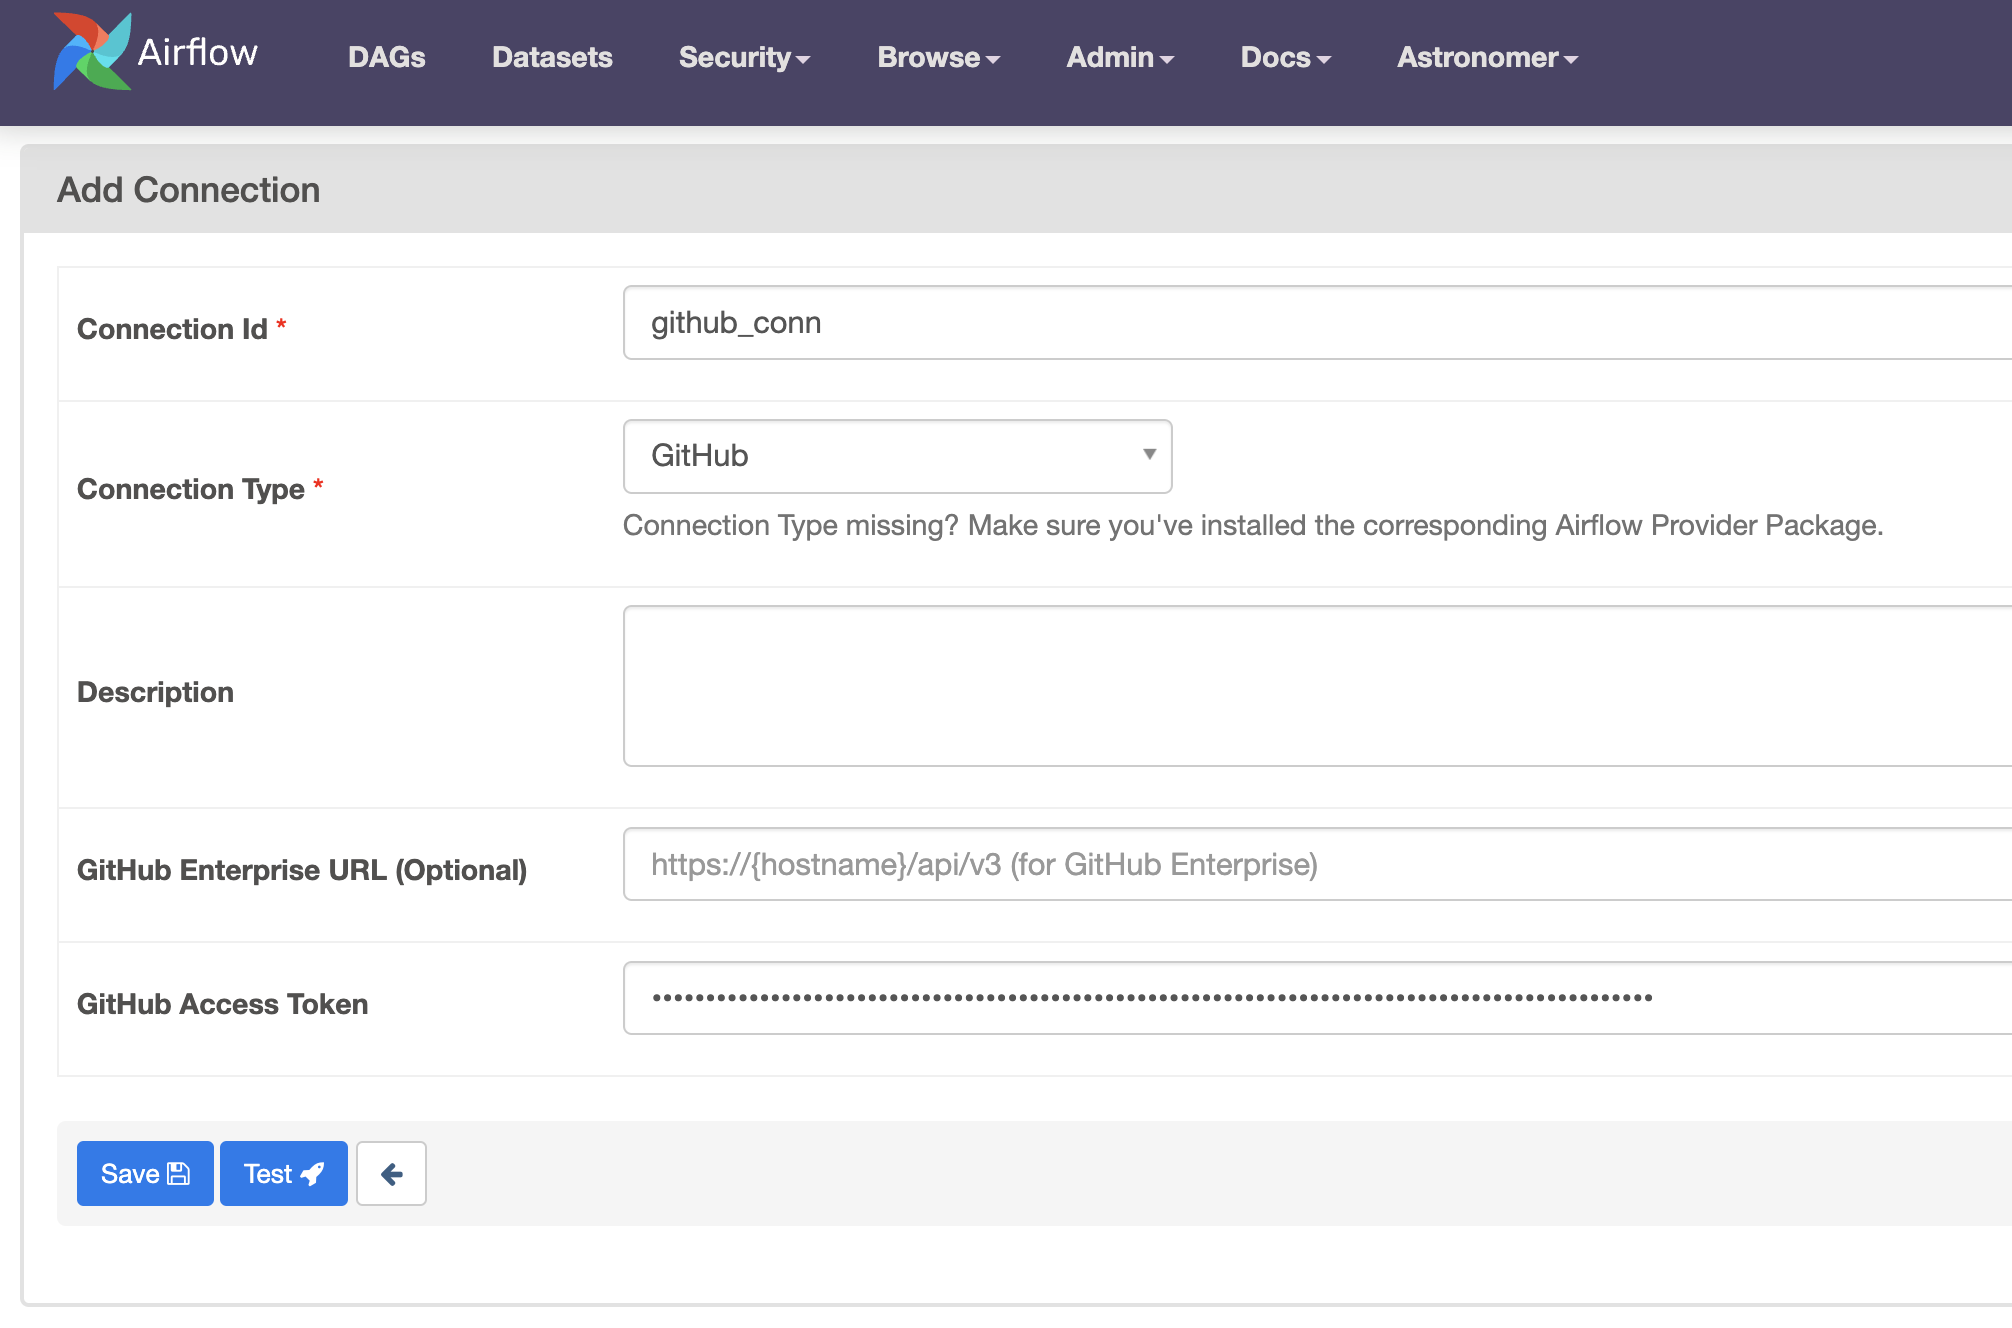 Airflow DAGs Datasets Security Browse Admin Docs Astronomer
Add Connection
Connection Id * github_conn
Connection Type * GitHub
Connection Type missing? Make sure you've installed the corresponding Airflow Provider Package.
Description
GitHub Enterprise URL (Optional) https://{hostname}/api/v3 (for GitHub Enterprise)
GitHub Access Token
Save Test